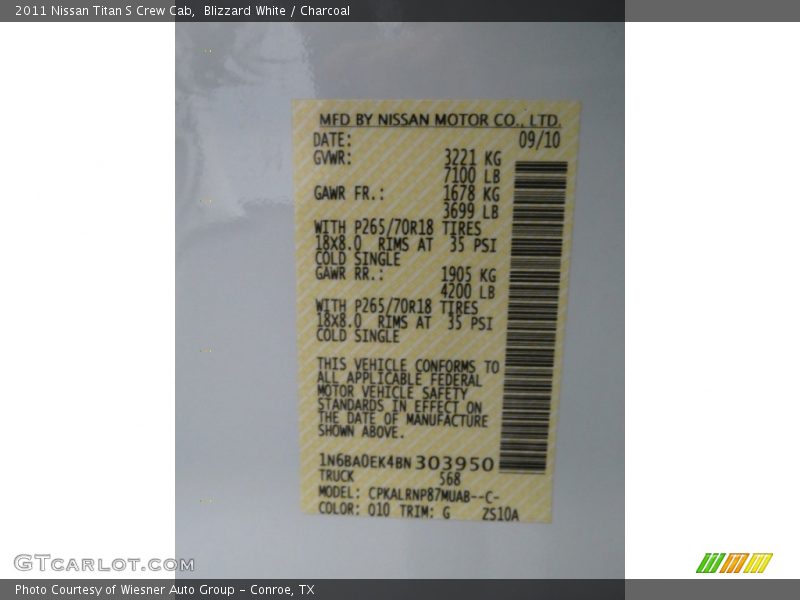 2011 Nissan Titan S Crew Cab, Blizzard White / Charcoal
MFD BY NISSAN MOTOR CO., LTD.
DATE: 09/10
GVWR: 3221 KG
7100 LB
GAWR FR.: 1678 KG
3699 LB
WITH P265/70R18 TIRES
18X8.0 RIMS AT 35 PSI
COLD SINGLE
GAWR RR.: 1905 KG
4200 LB
WITH P265/70R18 TIRES
18X8.0 RIMS AT 35 PSI
COLD SINGLE
THIS VEHICLE CONFORMS TO
ALL APPLICABLE FEDERAL
MOTOR VEHICLE SAFETY
STANDARDS IN EFFECT ON
THE DATE OF MANUFACTURE
SHOWN ABOVE.
1N6BA0EK4BN303950
TRUCK 568
MODEL: CPKALRNP87MUAB--C-
COLOR: 010 TRIM: G ZS10A
GTCARLOT.COM
Photo Courtesy of Wiesner Auto Group - Conroe, TX